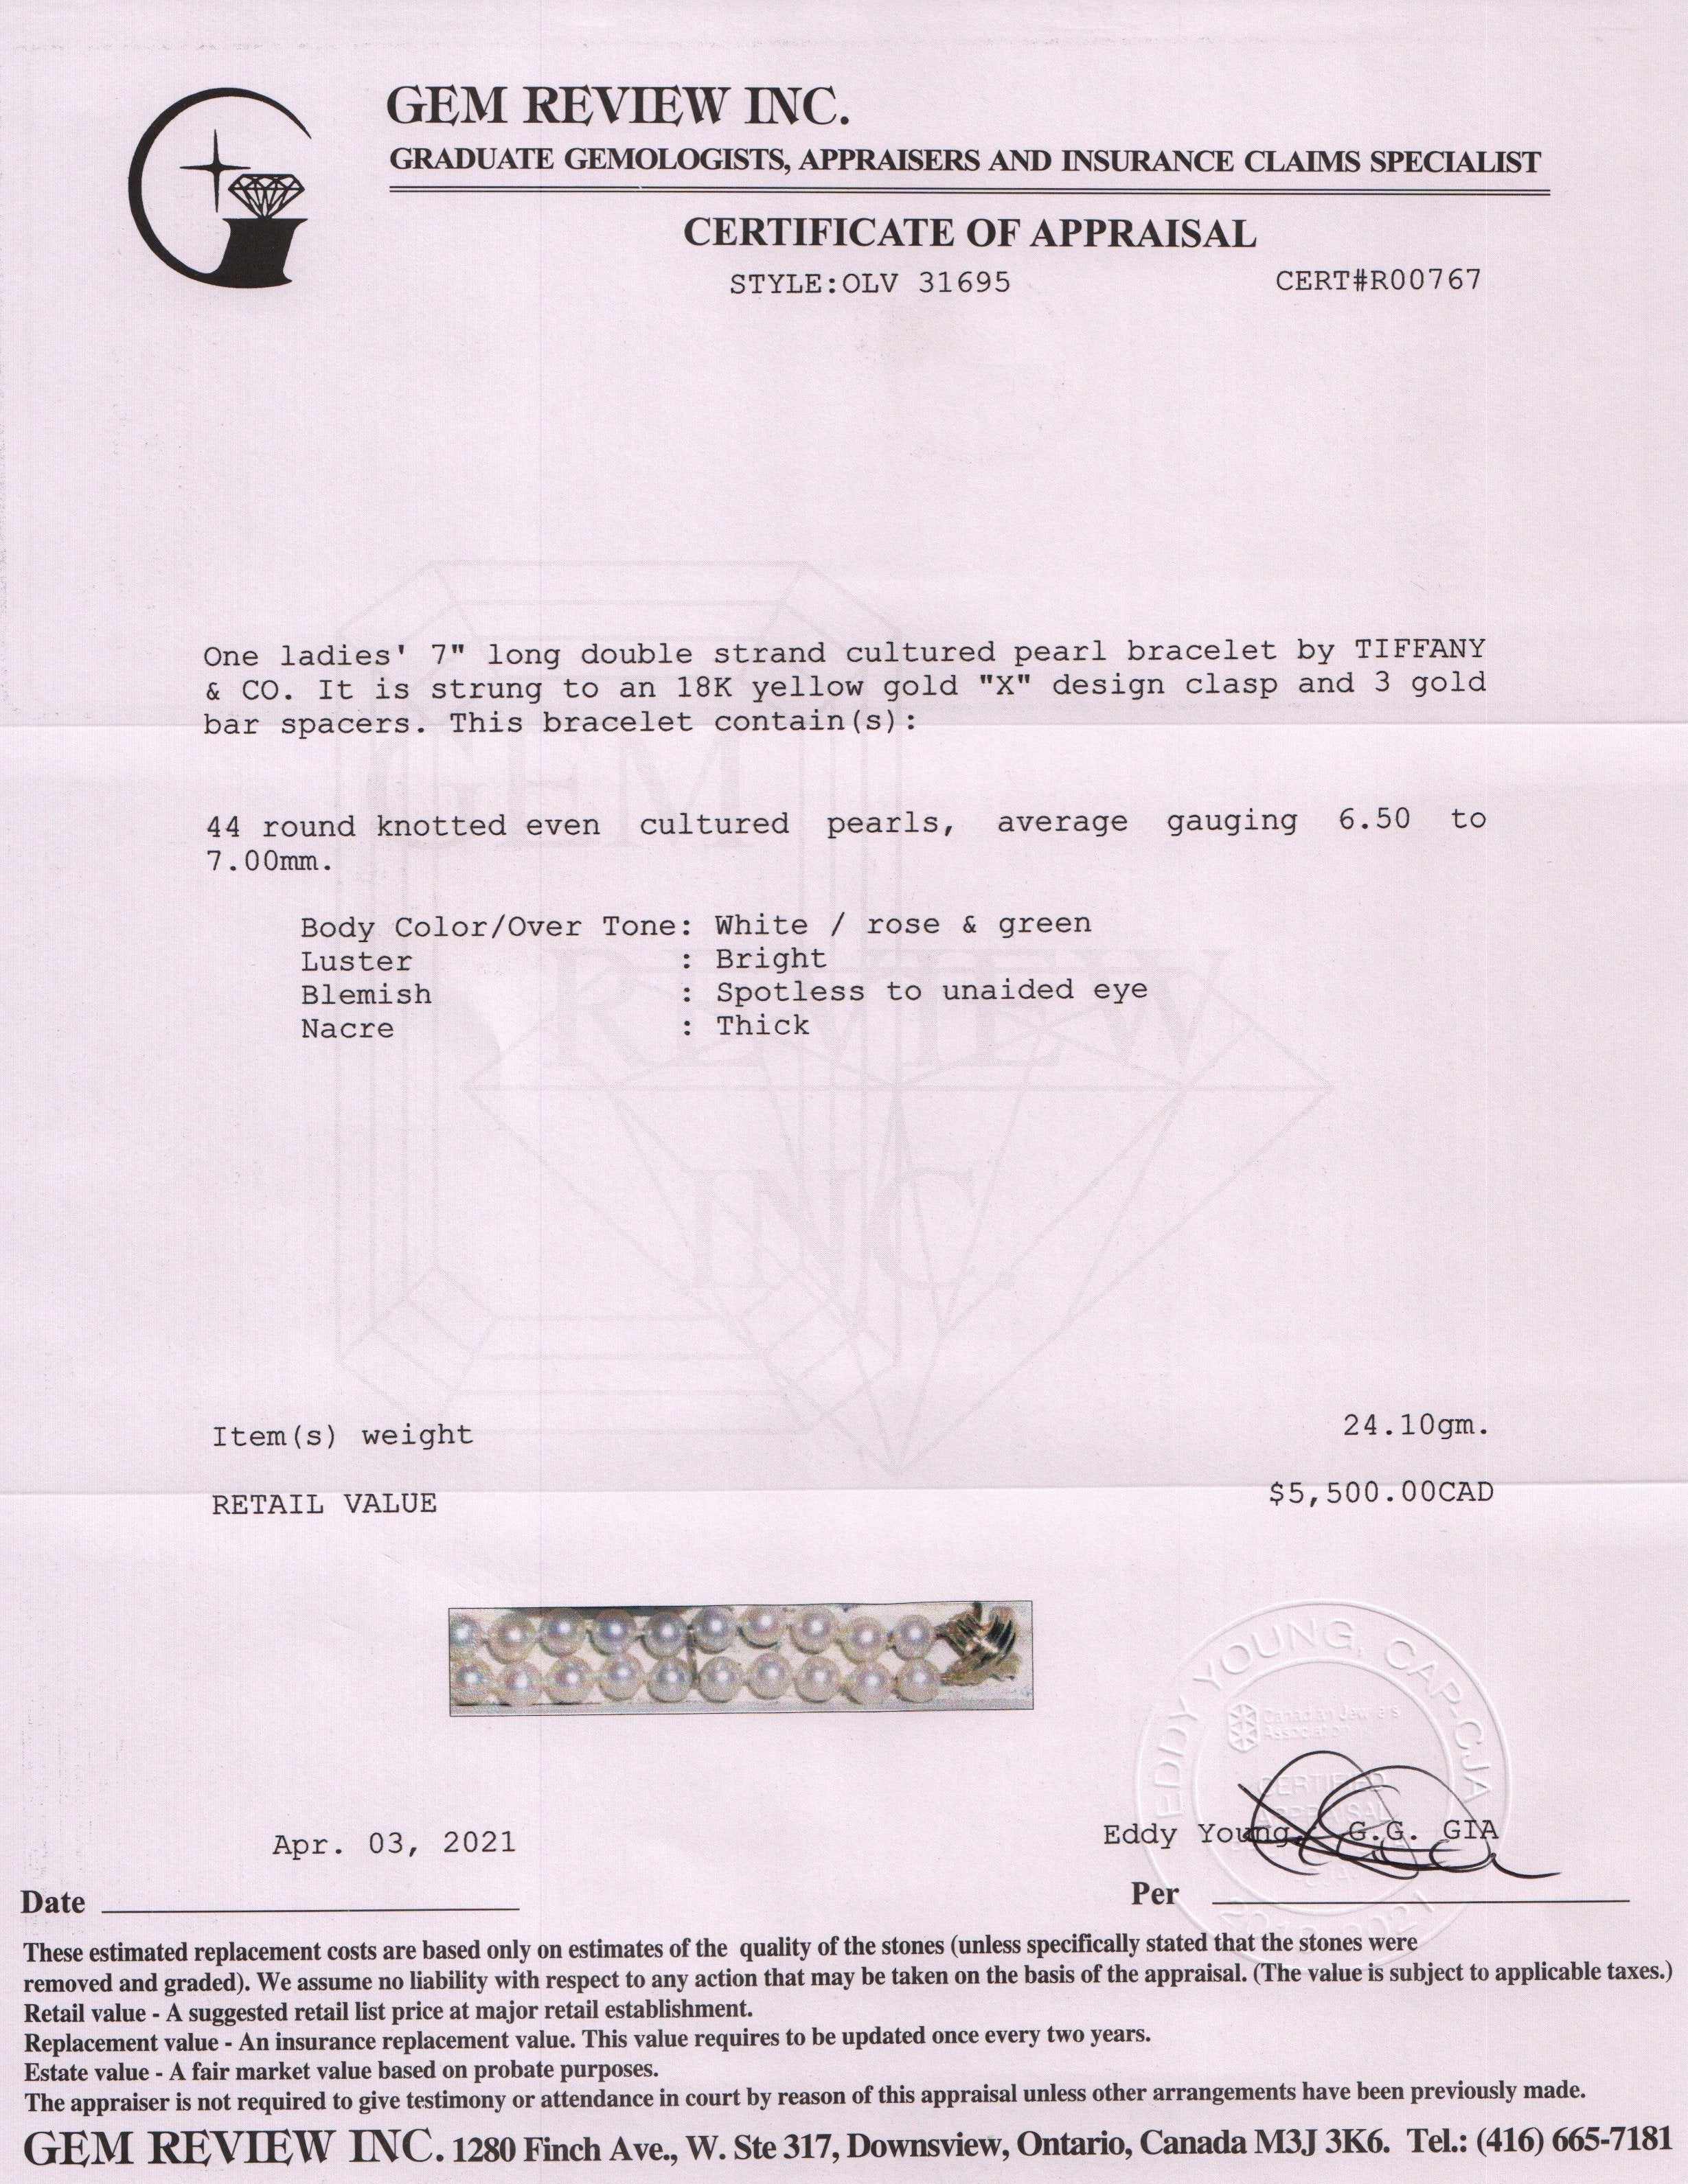 GEM REVIEW INC.
GRADUATE GEMOLOGISTS, APPRAISERS AND INSURANCE CLAIMS SPECIALIST
CERTIFICATE OF APPRAISAL
STYLE:OLV 31695 CERT#R00767
One ladies' 7" long double strand cultured pearl bracelet by TIFFANY
& CO. It is strung to an 18K yellow gold "X" design clasp and 3 gold
bar spacers. This bracelet contain(s):
44 round knotted even cultured pearls, average gauging 6.50 to
7.00mm.
Body Color/Over Tone: White / rose & green
Luster : Bright
Blemish : Spotless to unaided eye
Nacre : Thick
GEM
REVIEW
INC.
Item(s) weight 24.10gm.
RETAIL VALUE $5,500.00CAD
EDDY YOUNG, CAP-CJA
Canadian Jewellers
Association
CERTIFIED
APPRAISAL
Apr. 03, 2021 Eddy Young, G.G. GIA
Date Per
These estimated replacement costs are based only on estimates of the quality of the stones (unless specifically stated that the stones were
removed and graded). We assume no liability with respect to any action that may be taken on the basis of the appraisal. (The value is subject to applicable taxes.)
Retail value - A suggested retail list price at major retail establishment.
Replacement value - An insurance replacement value. This value requires to be updated once every two years.
Estate value - A fair market value based on probate purposes.
The appraiser is not required to give testimony or attendance in court by reason of this appraisal unless other arrangements have been previously made.
GEM REVIEW INC. 1280 Finch Ave., W. Ste 317, Downsview, Ontario, Canada M3J 3K6. Tel.: (416) 665-7181